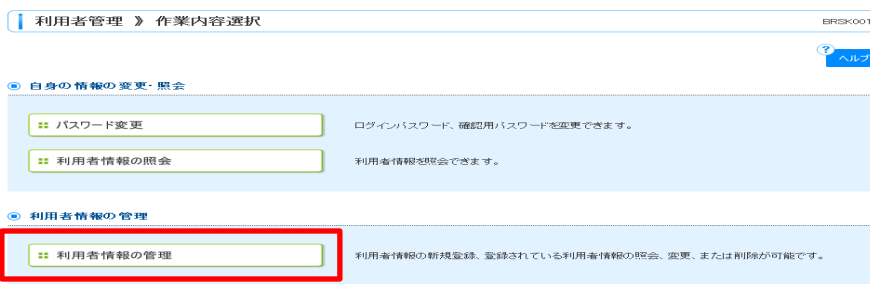 利用者管理 》 作業内容選択
BRSK001
?
ヘルプ
自身の情報の変更・照会
パスワード変更
ログインパスワード、確認用パスワードを変更できます。
利用者情報の照会
利用者情報を照会できます。
利用者情報の管理
利用者情報の管理
利用者情報の新規登録、登録されている利用者情報の照会、変更、または削除が可能です。